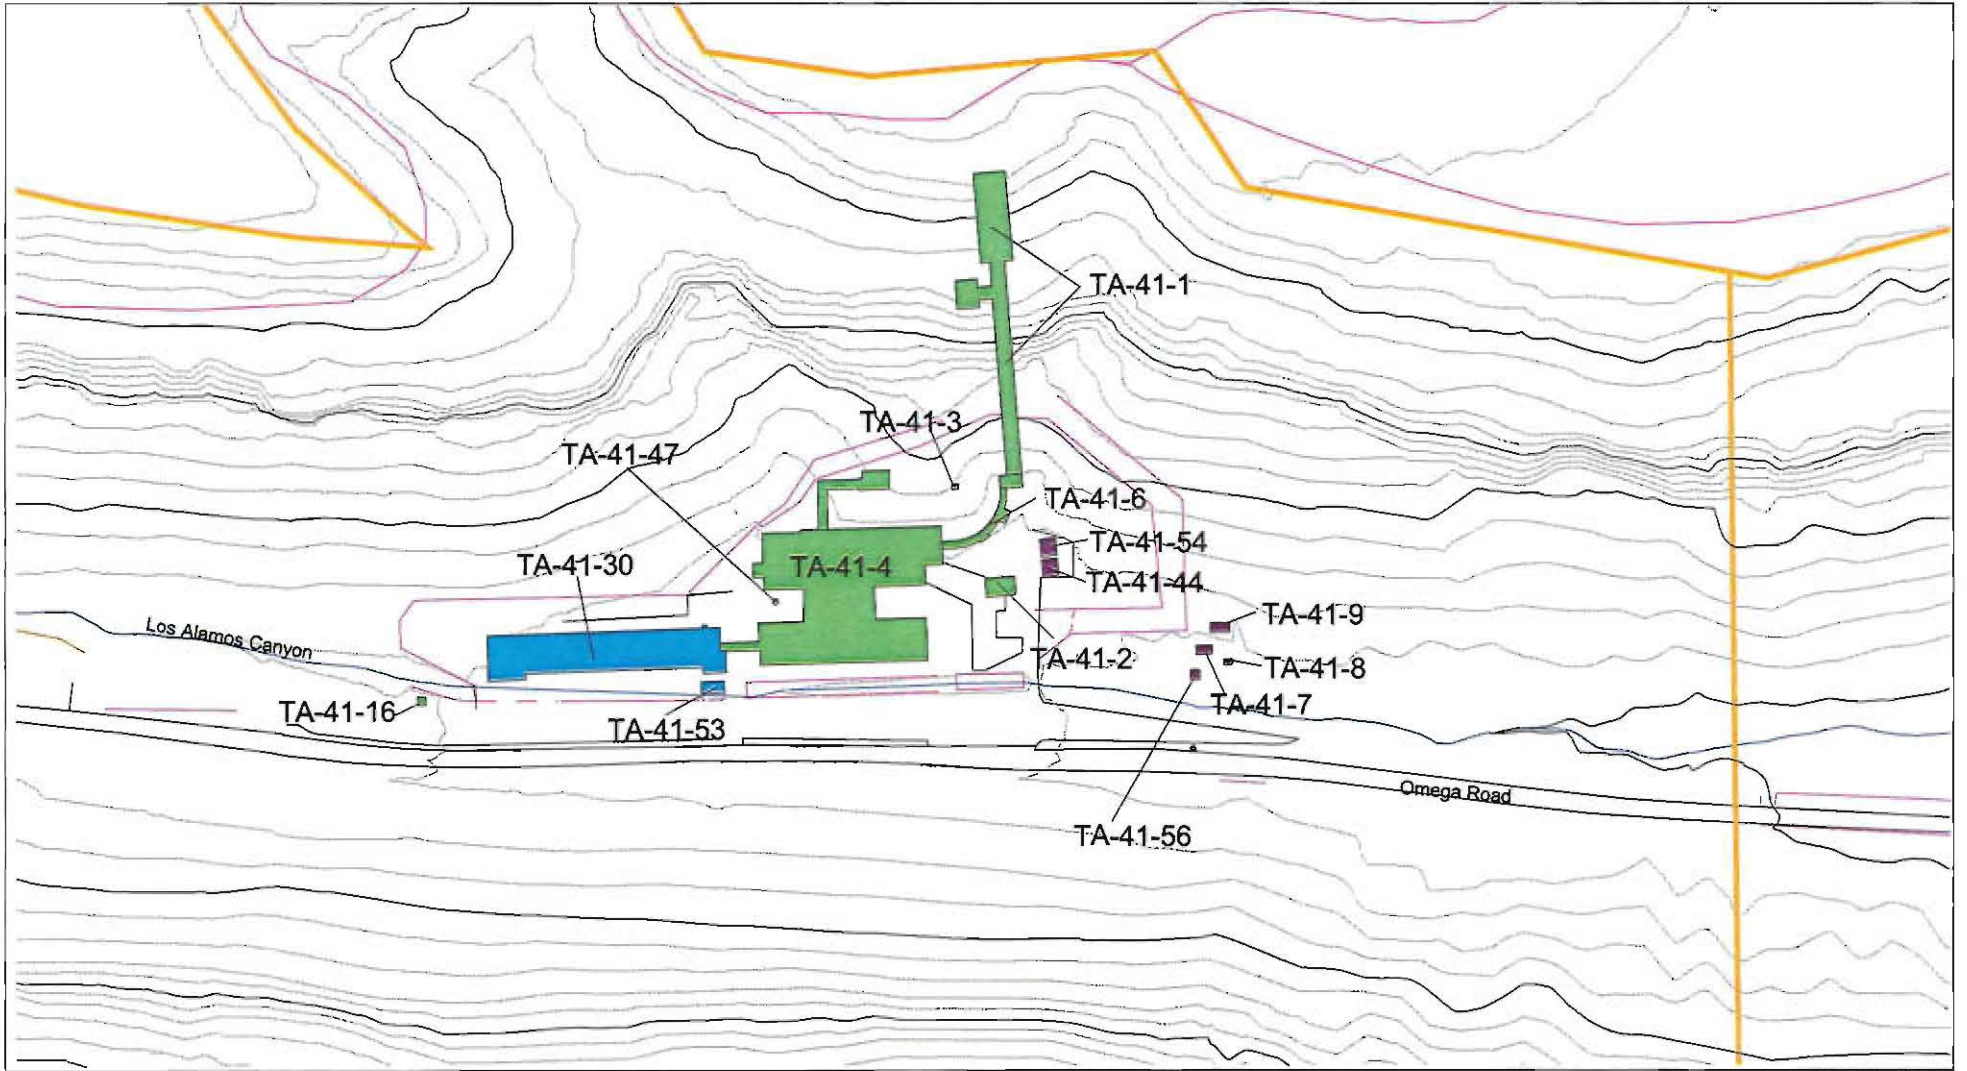 TA-41-1
TA-41-3
TA-41-47
TA-41-6
TA-41-54
TA-41-30
TA-41-4
TA-41-44
TA-41-9
Los Alamos Canyon
TA-41-2
TA-41-8
TA-41-7
TA-41-16
TA-41-53
Omega Road
TA-41-56